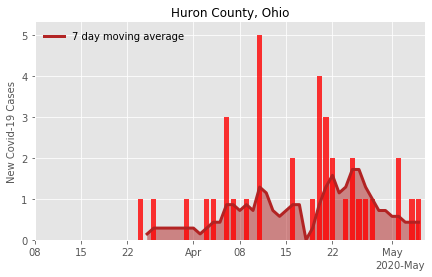 Huron County, Ohio
7 day moving average
New Covid-19 Cases
5
4
3
2
1
0
08 15 22 Apr 08 15 22 May
2020-May